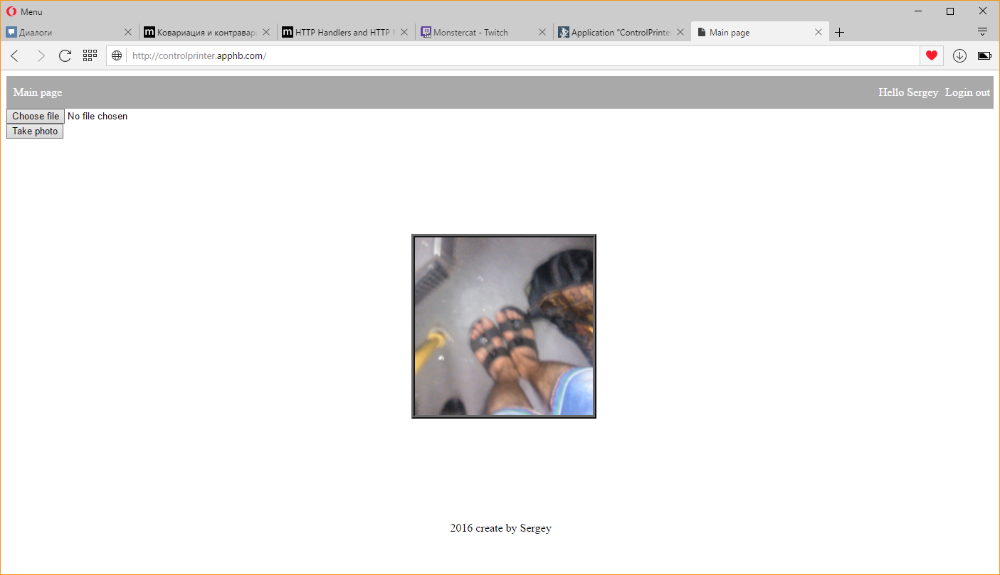 Menu
Диалоги
Ковариация и контравар
HTTP Handlers and HTTP
Monstercat - Twitch
Application "ControlPrinter
Main page
http://controlprinter.apphb.com/
Main page
Hello Sergey Login out
Choose file No file chosen
Take photo
2016 create by Sergey